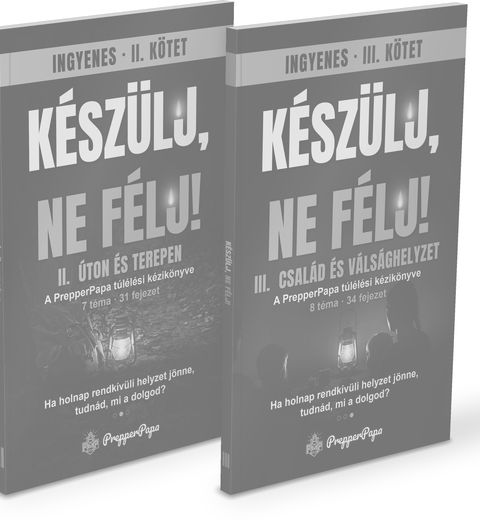 INGYENES · II. KÖTET
KÉSZÜLJ,
NE FÉLJ!
II. ÚTON ÉS TEREPEN
A PrepperPapa túlélési kézikönyve
7 téma · 31 fejezet
Ha holnap rendkívüli helyzet jönne,
tudnád, mi a dolgod?
PrepperPapa
KÉSZÜLJ, NE FÉLJ!
III
INGYENES · III. KÖTET
KÉSZÜLJ,
NE FÉLJ!
III. CSALÁD ÉS VÁLSÁGHELYZET
A PrepperPapa túlélési kézikönyve
8 téma · 34 fejezet
Ha holnap rendkívüli helyzet jönne,
tudnád, mi a dolgod?
PrepperPapa